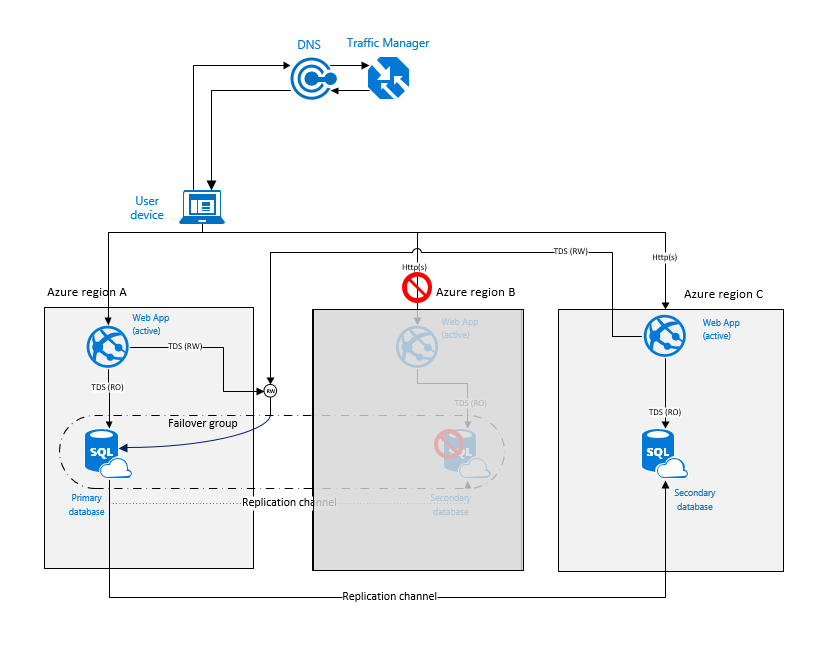 DNS
Traffic Manager
User
device
TDS (RW)
Http(s)
Http(s)
Azure region A
Azure region B
Azure region C
Web App
(active)
Web App
(active)
Web App
(active)
TDS (RW)
TDS (RO)
RW
TDS (RO)
TDS (RO)
Failover group
SQL
SQL
SQL
Primary
database
Replication channel
Secondary
database
Secondary
database
Replication channel